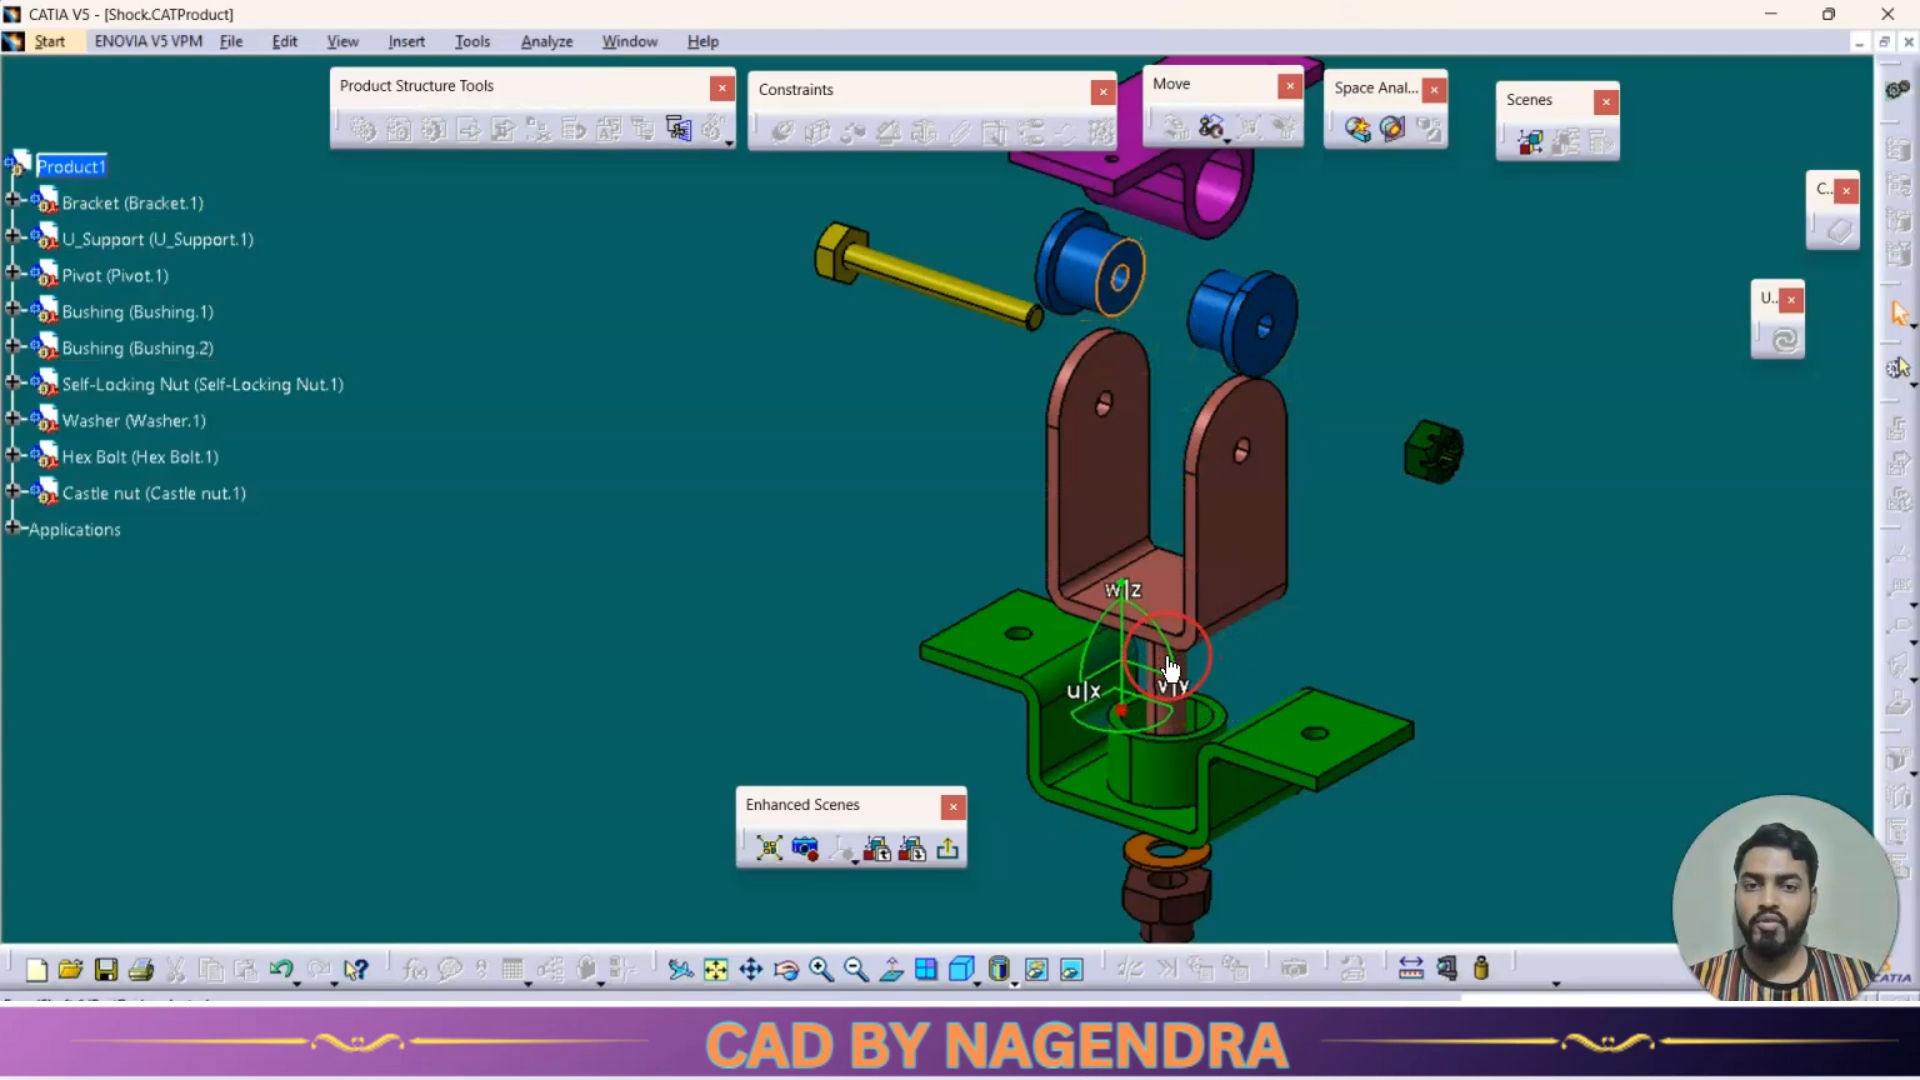 CATIA V5 - [Shock.CATProduct]
Start ENOVIA V5 VPM File Edit View Insert Tools Analyze Window Help
Product Structure Tools
Constraints
Move
Space Anal...
Scenes
C..
U..
Product1
Bracket (Bracket.1)
U_Support (U_Support.1)
Pivot (Pivot.1)
Bushing (Bushing.1)
Bushing (Bushing.2)
Self-Locking Nut (Self-Locking Nut.1)
Washer (Washer.1)
Hex Bolt (Hex Bolt.1)
Castle nut (Castle nut.1)
Applications
w|z
u|x
v|y
Enhanced Scenes
CATIA
CAD BY NAGENDRA